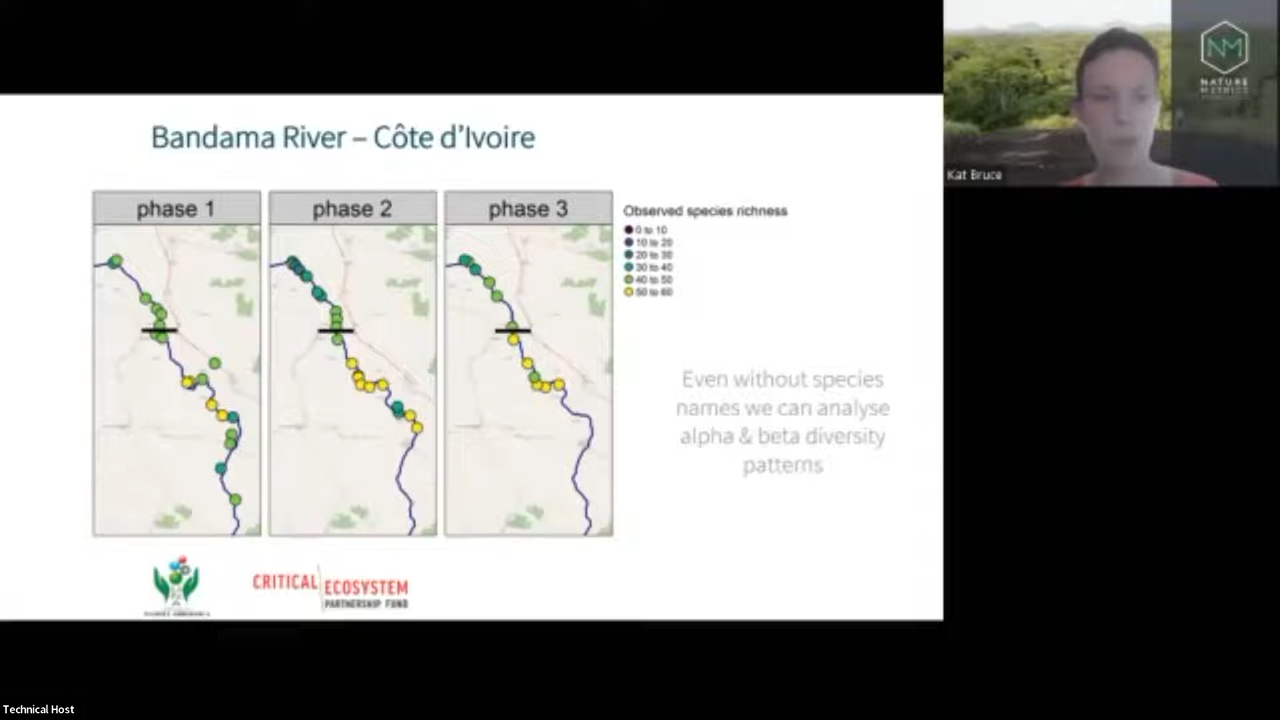 Bandama River – Côte d'Ivoire
phase 1
phase 2
phase 3
Observed species richness
0 to 10
10 to 20
20 to 30
30 to 40
40 to 50
50 to 60
Even without species
names we can analyse
alpha & beta diversity
patterns
CRITICAL ECOSYSTEM
PARTNERSHIP FUND
NM
NATURE
METRICS
Kat Bruce
Technical Host